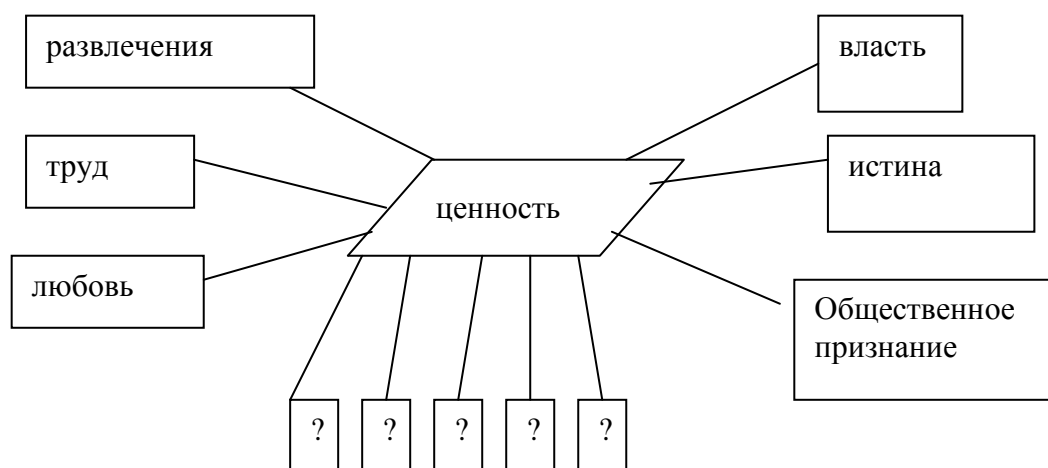 развлечения
власть
труд
истина
ценность
любовь
Общественное
признание
? ? ? ? ?